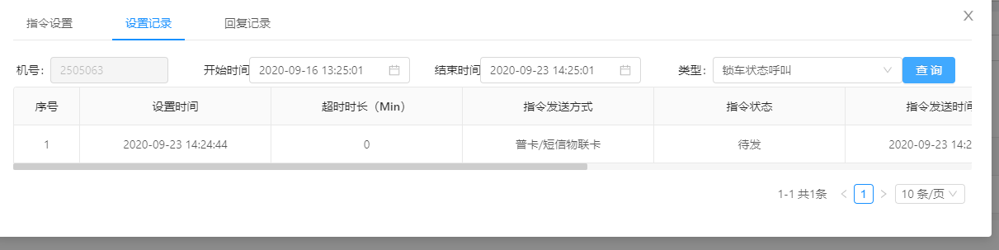 指令设置 设置记录 回复记录 X
机号: 2505063 开始时间 2020-09-16 13:25:01 结束时间 2020-09-23 14:25:01 类型: 锁车状态呼叫 查 询
序号 设置时间 超时时长（Min） 指令发送方式 指令状态 指令发送时间
1 2020-09-23 14:24:44 0 普卡/短信物联卡 待发 2020-09-23 14:2
1-1 共1条 < 1 > 10 条/页